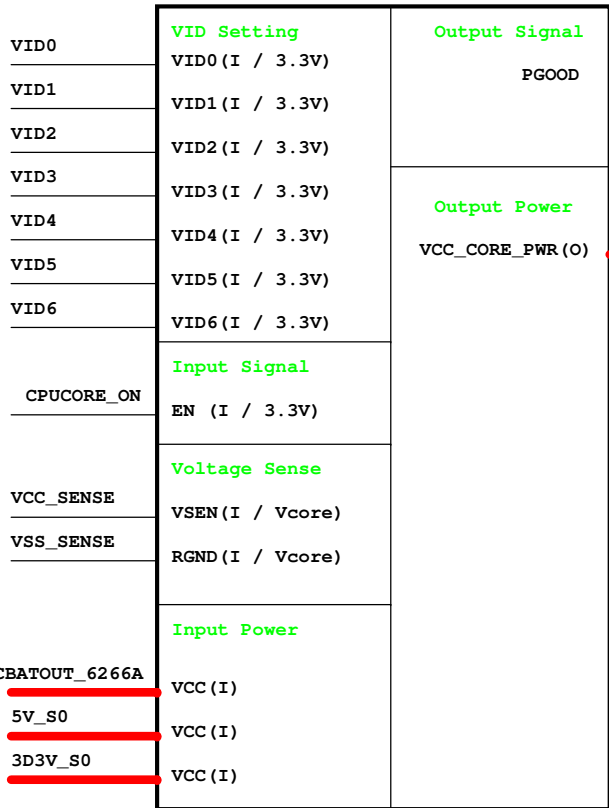 VID Setting
Output Signal
VID0
VID0(I / 3.3V)
PGOOD
VID1
VID1(I / 3.3V)
VID2
VID2(I / 3.3V)
VID3
VID3(I / 3.3V)
Output Power
VID4
VID4(I / 3.3V)
VCC_CORE_PWR(O)
VID5
VID5(I / 3.3V)
VID6
VID6(I / 3.3V)
Input Signal
CPUCORE_ON
EN (I / 3.3V)
Voltage Sense
VCC_SENSE
VSEN(I / Vcore)
VSS_SENSE
RGND(I / Vcore)
Input Power
CBATOUT_6266A
VCC(I)
5V_S0
VCC(I)
3D3V_S0
VCC(I)